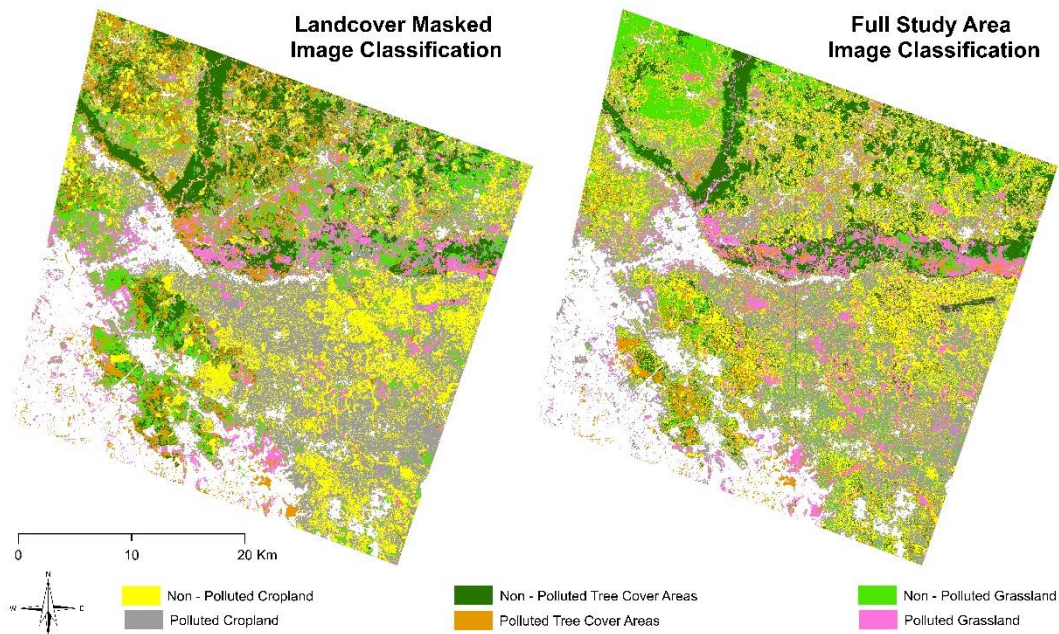 Landcover Masked
Image Classification
Full Study Area
Image Classification
0 10 20 Km
N
W E
S
Non - Polluted Cropland
Polluted Cropland
Non - Polluted Tree Cover Areas
Polluted Tree Cover Areas
Non - Polluted Grassland
Polluted Grassland